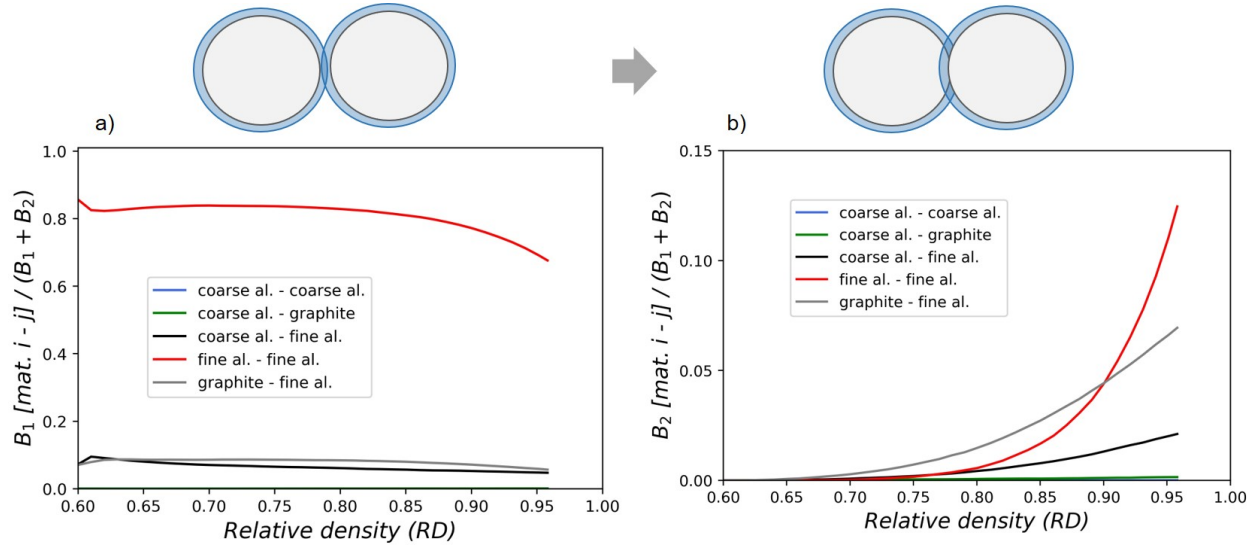 a)
1.0
0.8
0.6
0.4
0.2
0.0
0.60 0.65 0.70 0.75 0.80 0.85 0.90 0.95 1.00
B₁ [mat. i - j] / (B₁ + B₂)
Relative density (RD)
coarse al. - coarse al.
coarse al. - graphite
coarse al. - fine al.
fine al. - fine al.
graphite - fine al.
b)
0.15
0.10
0.05
0.00
0.60 0.65 0.70 0.75 0.80 0.85 0.90 0.95 1.00
B₂ [mat. i - j] / (B₁ + B₂)
Relative density (RD)
coarse al. - coarse al.
coarse al. - graphite
coarse al. - fine al.
fine al. - fine al.
graphite - fine al.